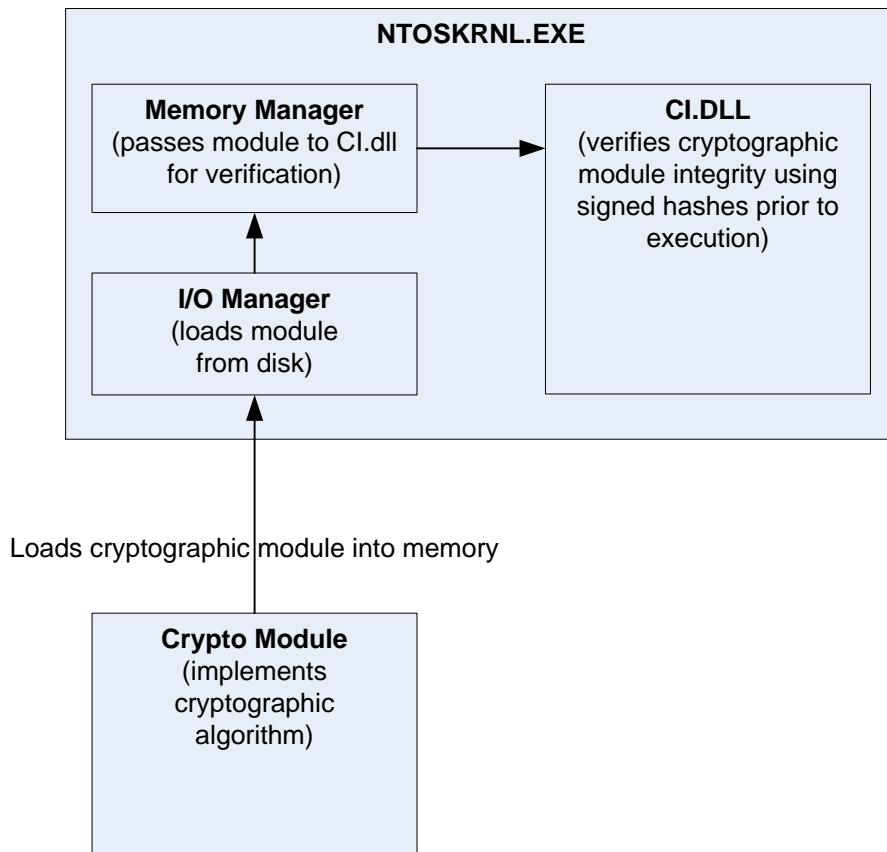 NTOSKRNL.EXE
Memory Manager
(passes module to CI.dll
for verification)
CI.DLL
(verifies cryptographic
module integrity using
signed hashes prior to
execution)
I/O Manager
(loads module
from disk)
Loads cryptographic module into memory
Crypto Module
(implements
cryptographic
algorithm)